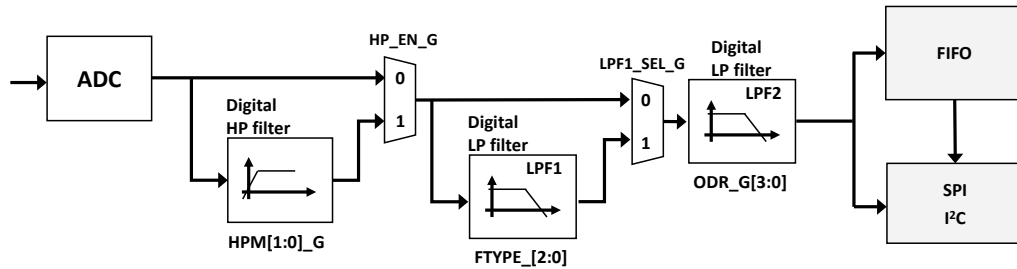 ADC
Digital
HP filter
HPM[1:0]_G
HP_EN_G
0
1
Digital
LP filter
LPF1
FTYPE_[2:0]
LPF1_SEL_G
0
1
Digital
LP filter
LPF2
ODR_G[3:0]
FIFO
SPI
I²C